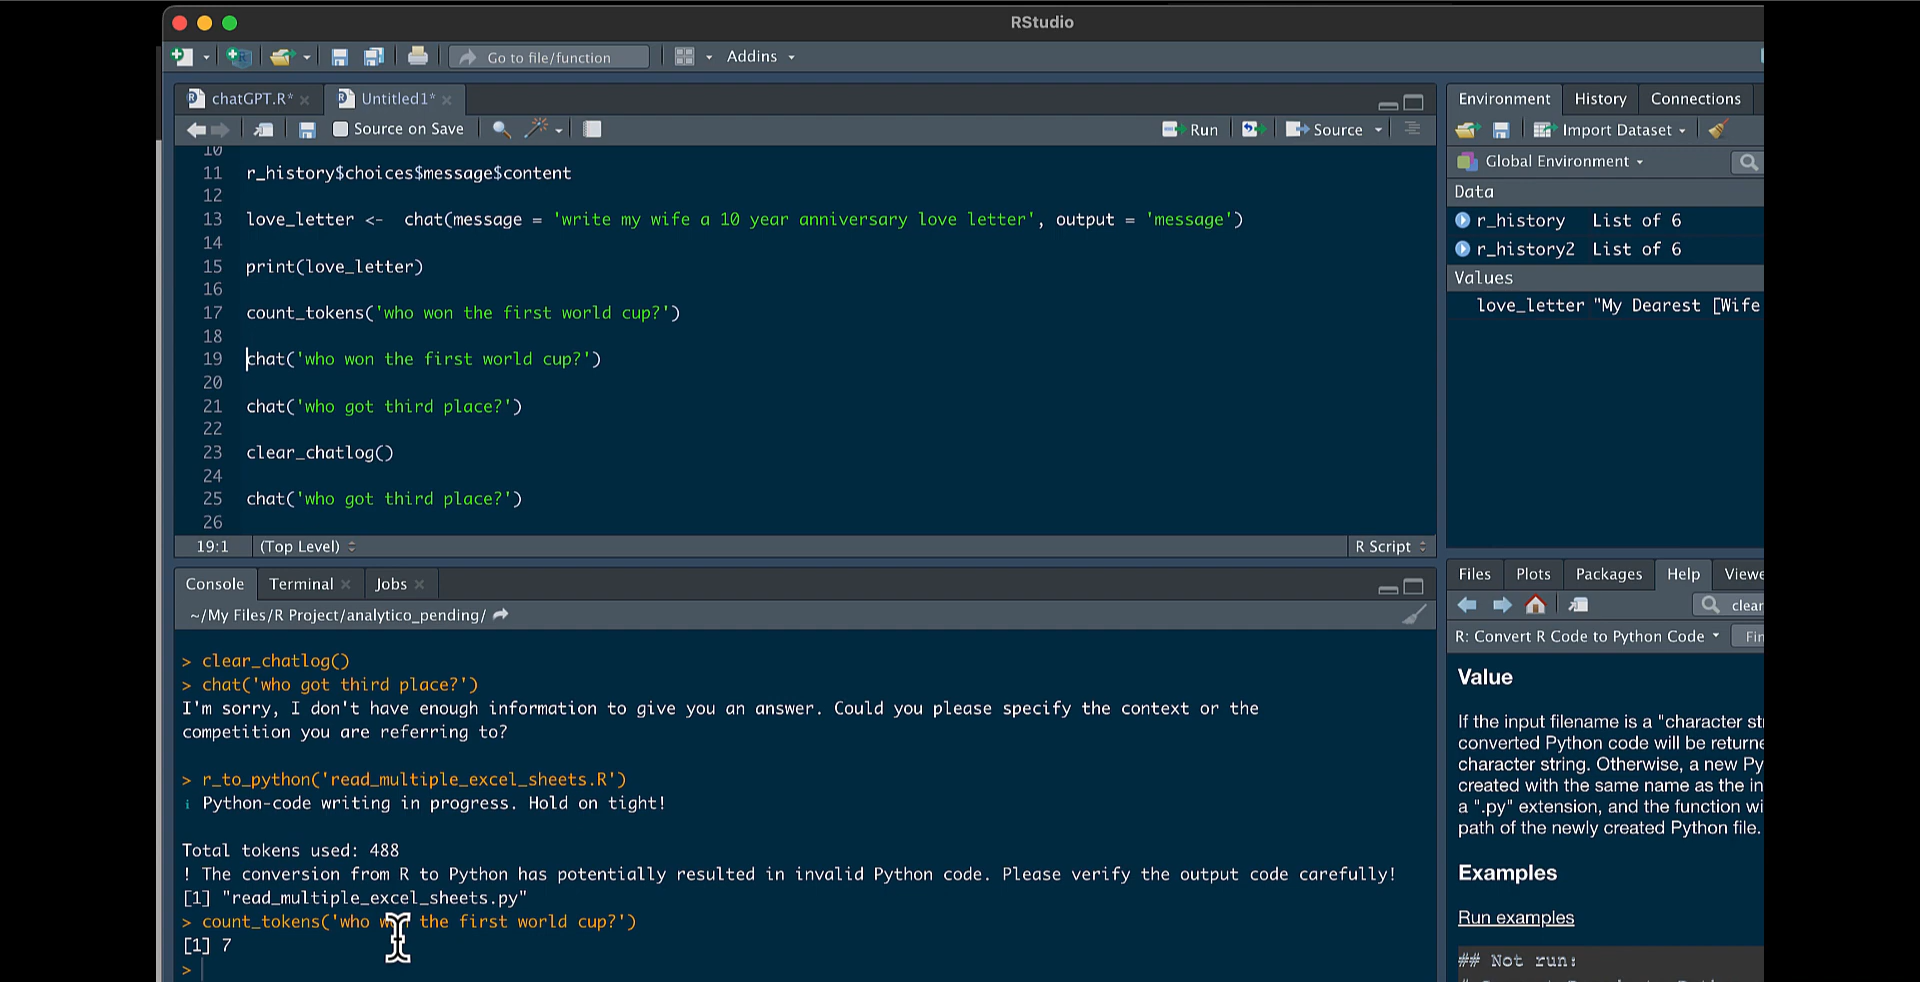 RStudio
Go to file/function
Addins
chatGPT.R*
Untitled1*
Source on Save
Run
Source
10
11 r_history$choices$message$content
12
13 love_letter <-  chat(message = 'write my wife a 10 year anniversary love letter', output = 'message')
14
15 print(love_letter)
16
17 count_tokens('who won the first world cup?')
18
19 chat('who won the first world cup?')
20
21 chat('who got third place?')
22
23 clear_chatlog()
24
25 chat('who got third place?')
26
19:1 (Top Level) R Script
Console Terminal Jobs
~/My Files/R Project/analytico_pending/
> clear_chatlog()
> chat('who got third place?')
I'm sorry, I don't have enough information to give you an answer. Could you please specify the context or the
competition you are referring to?
> r_to_python('read_multiple_excel_sheets.R')
i Python-code writing in progress. Hold on tight!
Total tokens used: 488
! The conversion from R to Python has potentially resulted in invalid Python code. Please verify the output code carefully!
[1] "read_multiple_excel_sheets.py"
> count_tokens('who won the first world cup?')
[1] 7
>
Environment History Connections
Import Dataset
Global Environment
Data
r_history List of 6
r_history2 List of 6
Values
love_letter "My Dearest [Wife
Files Plots Packages Help Viewe
clear
R: Convert R Code to Python Code Fin
Value
If the input filename is a "character st
converted Python code will be returne
character string. Otherwise, a new Py
created with the same name as the in
a ".py" extension, and the function wi
path of the newly created Python file.
Examples
Run examples
## Not run: